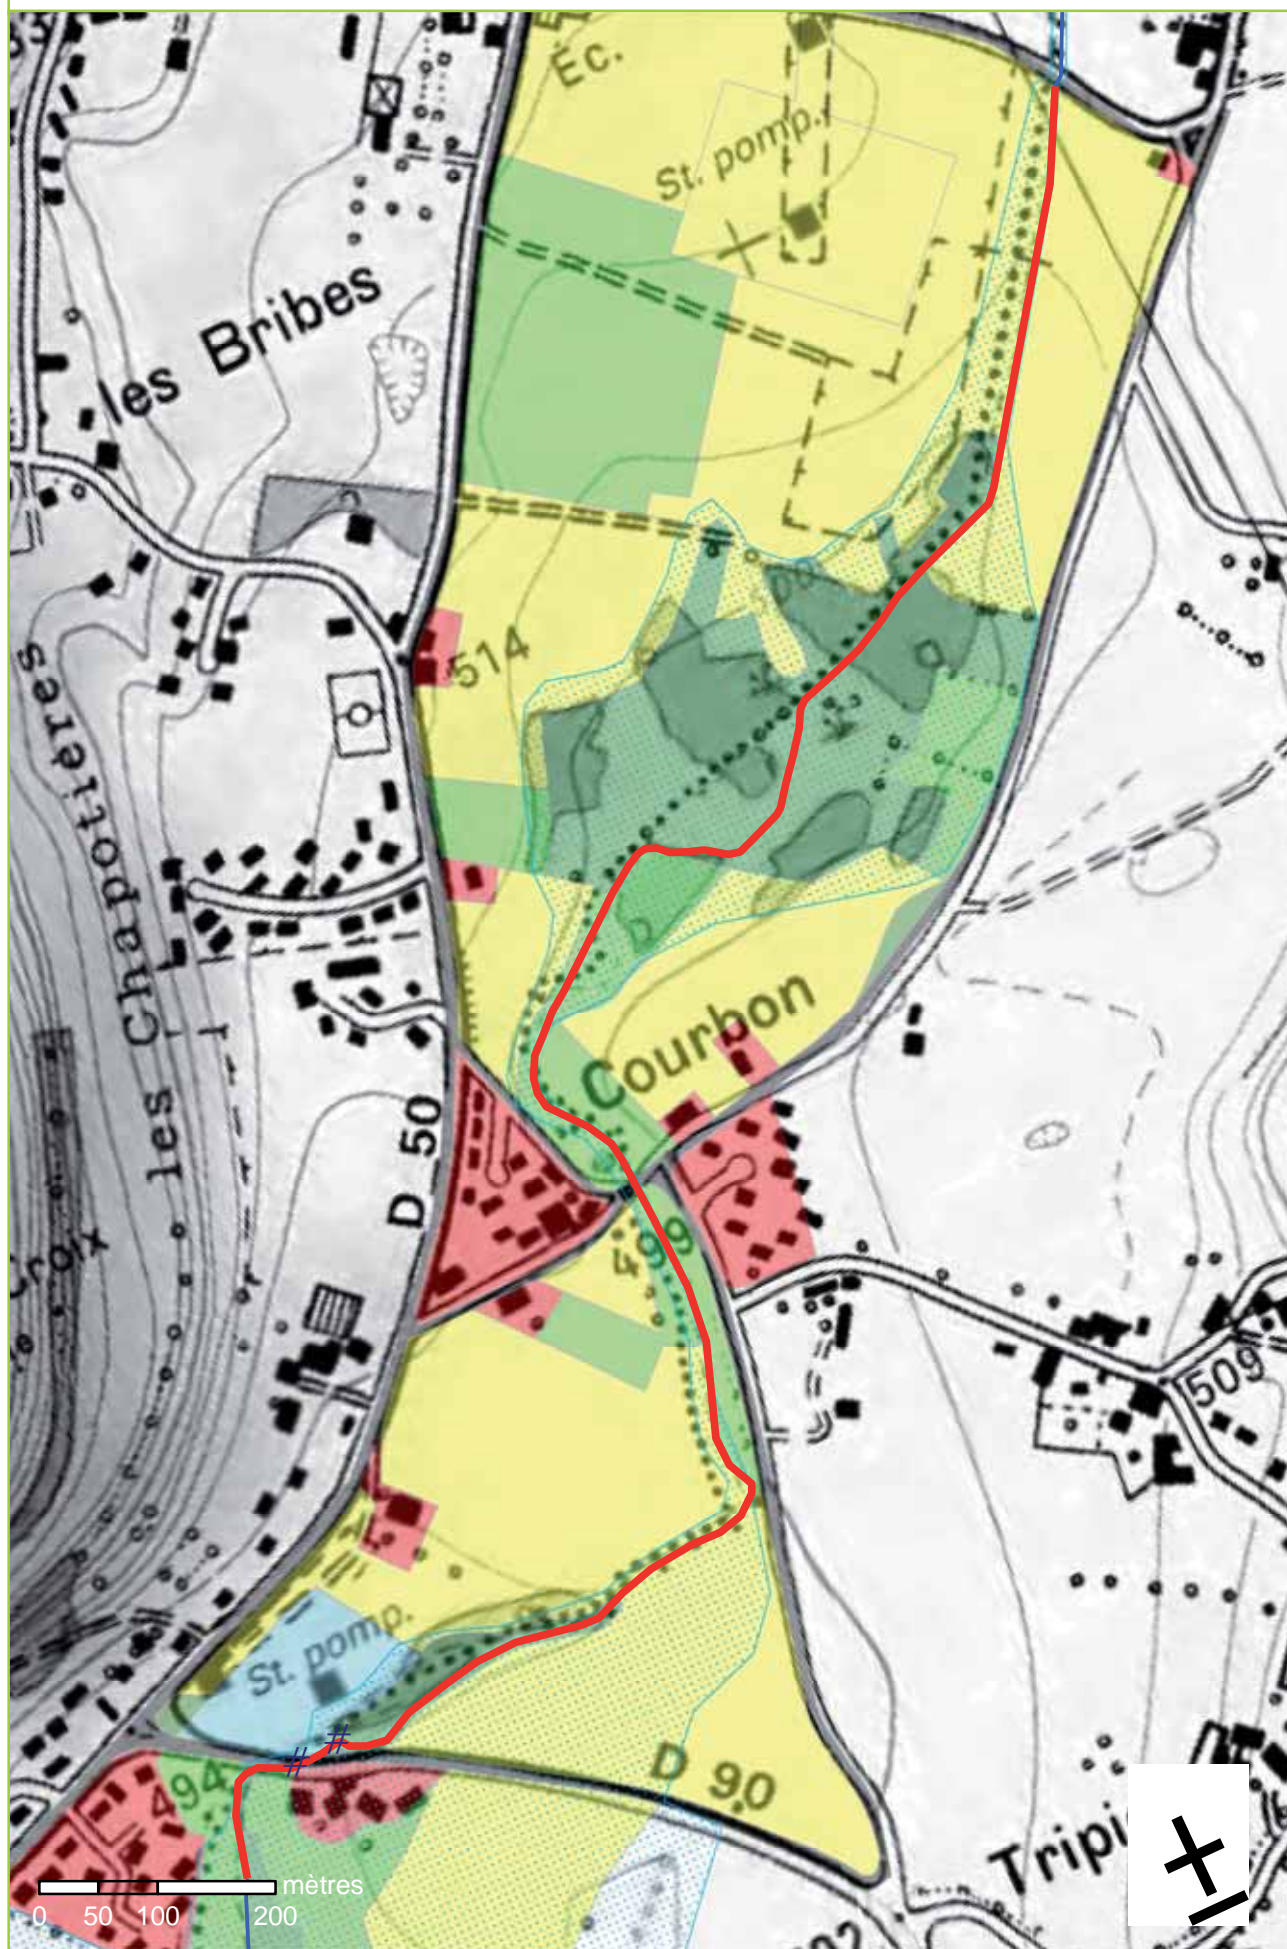 Éc.
St. pomp.
les Bribes
514
les Chapotières
Courbon
D 50
499
Croix
509
St. pomp.
D 90
494
mètres
0 50 100 200